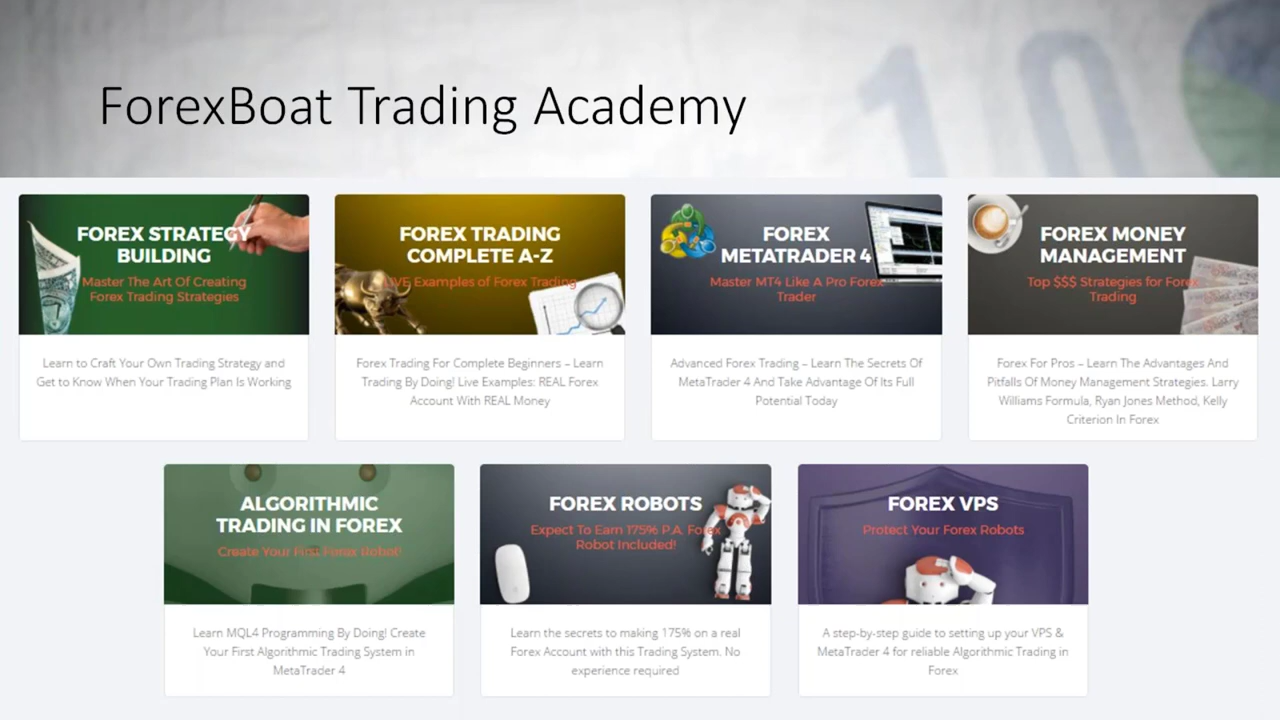 ForexBoat Trading Academy
FOREX STRATEGY
BUILDING
Master The Art Of Creating
Forex Trading Strategies
Learn to Craft Your Own Trading Strategy and
Get to Know When Your Trading Plan Is Working
FOREX TRADING
COMPLETE A-Z
LIVE Examples of Forex Trading
Forex Trading For Complete Beginners – Learn
Trading By Doing! Live Examples: REAL Forex
Account With REAL Money
FOREX
METATRADER 4
Master MT4 Like A Pro Forex
Trader
Advanced Forex Trading – Learn The Secrets Of
MetaTrader 4 And Take Advantage Of Its Full
Potential Today
FOREX MONEY
MANAGEMENT
Top $$$ Strategies for Forex
Trading
Forex For Pros – Learn The Advantages And
Pitfalls Of Money Management Strategies. Larry
Williams Formula, Ryan Jones Method, Kelly
Criterion In Forex
ALGORITHMIC
TRADING IN FOREX
Create Your First Forex Robot!
Learn MQL4 Programming By Doing! Create
Your First Algorithmic Trading System in
MetaTrader 4
FOREX ROBOTS
Expect To Earn 175% P.A. Forex
Robot Included!
Learn the secrets to making 175% on a real
Forex Account with this Trading System. No
experience required
FOREX VPS
Protect Your Forex Robots
A step-by-step guide to setting up your VPS &
MetaTrader 4 for reliable Algorithmic Trading in
Forex
10